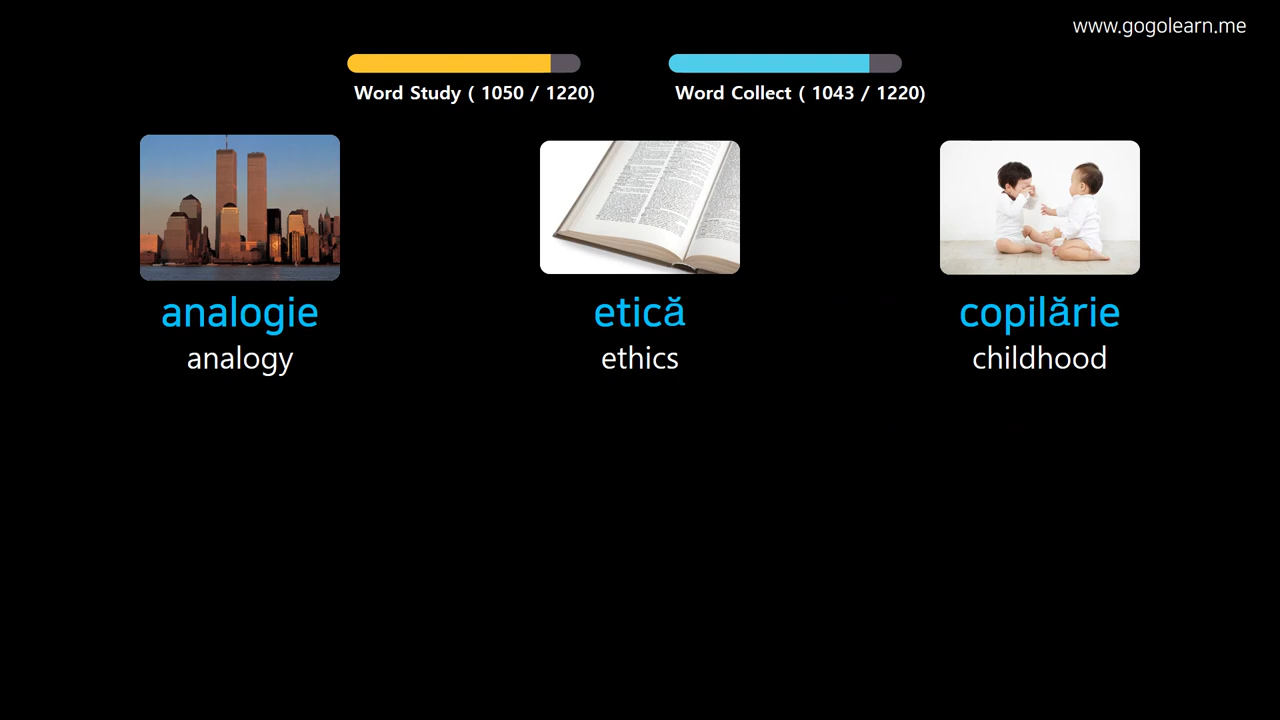 www.gogolearn.me
Word Study ( 1050 / 1220)
Word Collect ( 1043 / 1220)
analogie
analogy
etică
ethics
copilărie
childhood